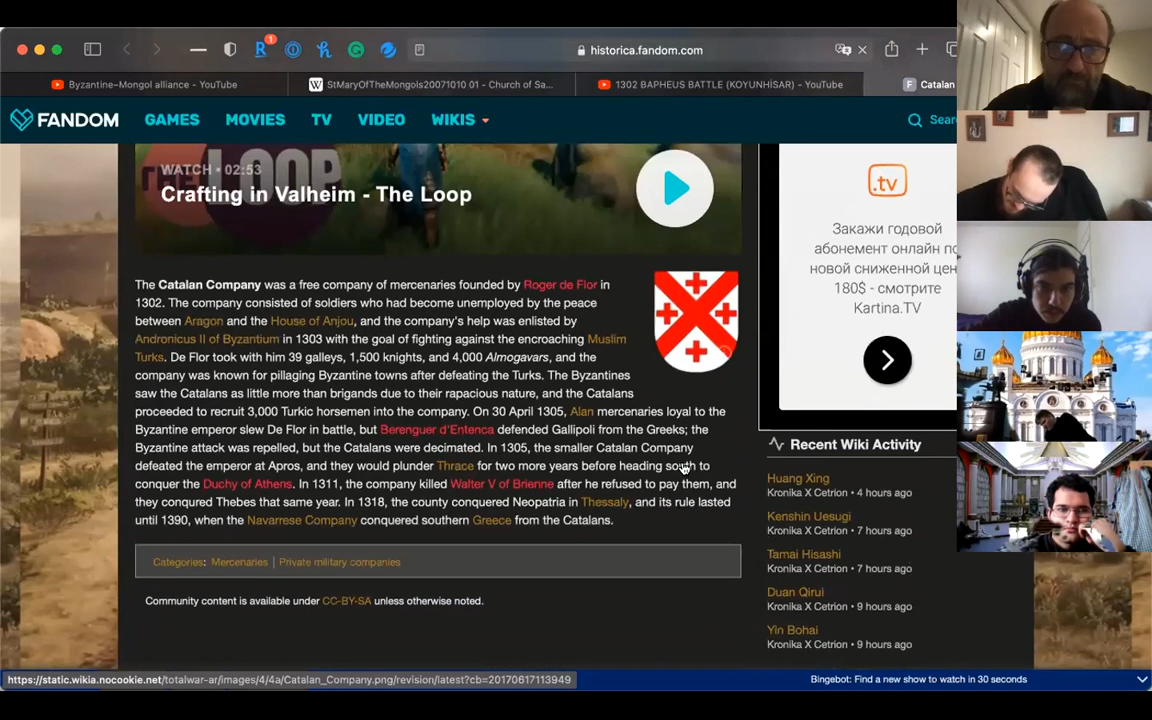 1
historica.fandom.com
Byzantine–Mongol alliance - YouTube
StMaryOfTheMongols20071010 01 - Church of Sa...
1302 BAPHEUS BATTLE (KOYUNHİSAR) - YouTube
Catalan
FANDOM
GAMES
MOVIES
TV
VIDEO
WIKIS
Sear
WATCH • 02:53
THE LOOP
Crafting in Valheim - The Loop
The Catalan Company was a free company of mercenaries founded by Roger de Flor in
1302. The company consisted of soldiers who had become unemployed by the peace
between Aragon and the House of Anjou, and the company's help was enlisted by
Andronicus II of Byzantium in 1303 with the goal of fighting against the encroaching Muslim
Turks. De Flor took with him 39 galleys, 1,500 knights, and 4,000 Almogavars, and the
company was known for pillaging Byzantine towns after defeating the Turks. The Byzantines
saw the Catalans as little more than brigands due to their rapacious nature, and the Catalans
proceeded to recruit 3,000 Turkic horsemen into the company. On 30 April 1305, Alan mercenaries loyal to the
Byzantine emperor slew De Flor in battle, but Berenguer d'Entenca defended Gallipoli from the Greeks; the
Byzantine attack was repelled, but the Catalans were decimated. In 1305, the smaller Catalan Company
defeated the emperor at Apros, and they would plunder Thrace for two more years before heading south to
conquer the Duchy of Athens. In 1311, the company killed Walter V of Brienne after he refused to pay them, and
they conqured Thebes that same year. In 1318, the county conquered Neopatria in Thessaly, and its rule lasted
until 1390, when the Navarrese Company conquered southern Greece from the Catalans.
Categories: Mercenaries | Private military companies
Community content is available under CC-BY-SA unless otherwise noted.
.tv
Закажи годовой
абонемент онлайн по
новой сниженной цен
180$ - смотрите
Kartina.TV
Recent Wiki Activity
Huang Xing
Kronika X Cetrion • 4 hours ago
Kenshin Uesugi
Kronika X Cetrion • 7 hours ago
Tamai Hisashi
Kronika X Cetrion • 7 hours ago
Duan Qirui
Kronika X Cetrion • 9 hours ago
Yin Bohai
Kronika X Cetrion • 9 hours ago
https://static.wikia.nocookie.net/totalwar-ar/images/4/4a/Catalan_Company.png/revision/latest?cb=20170617113949
Bingebot: Find a new show to watch in 30 seconds